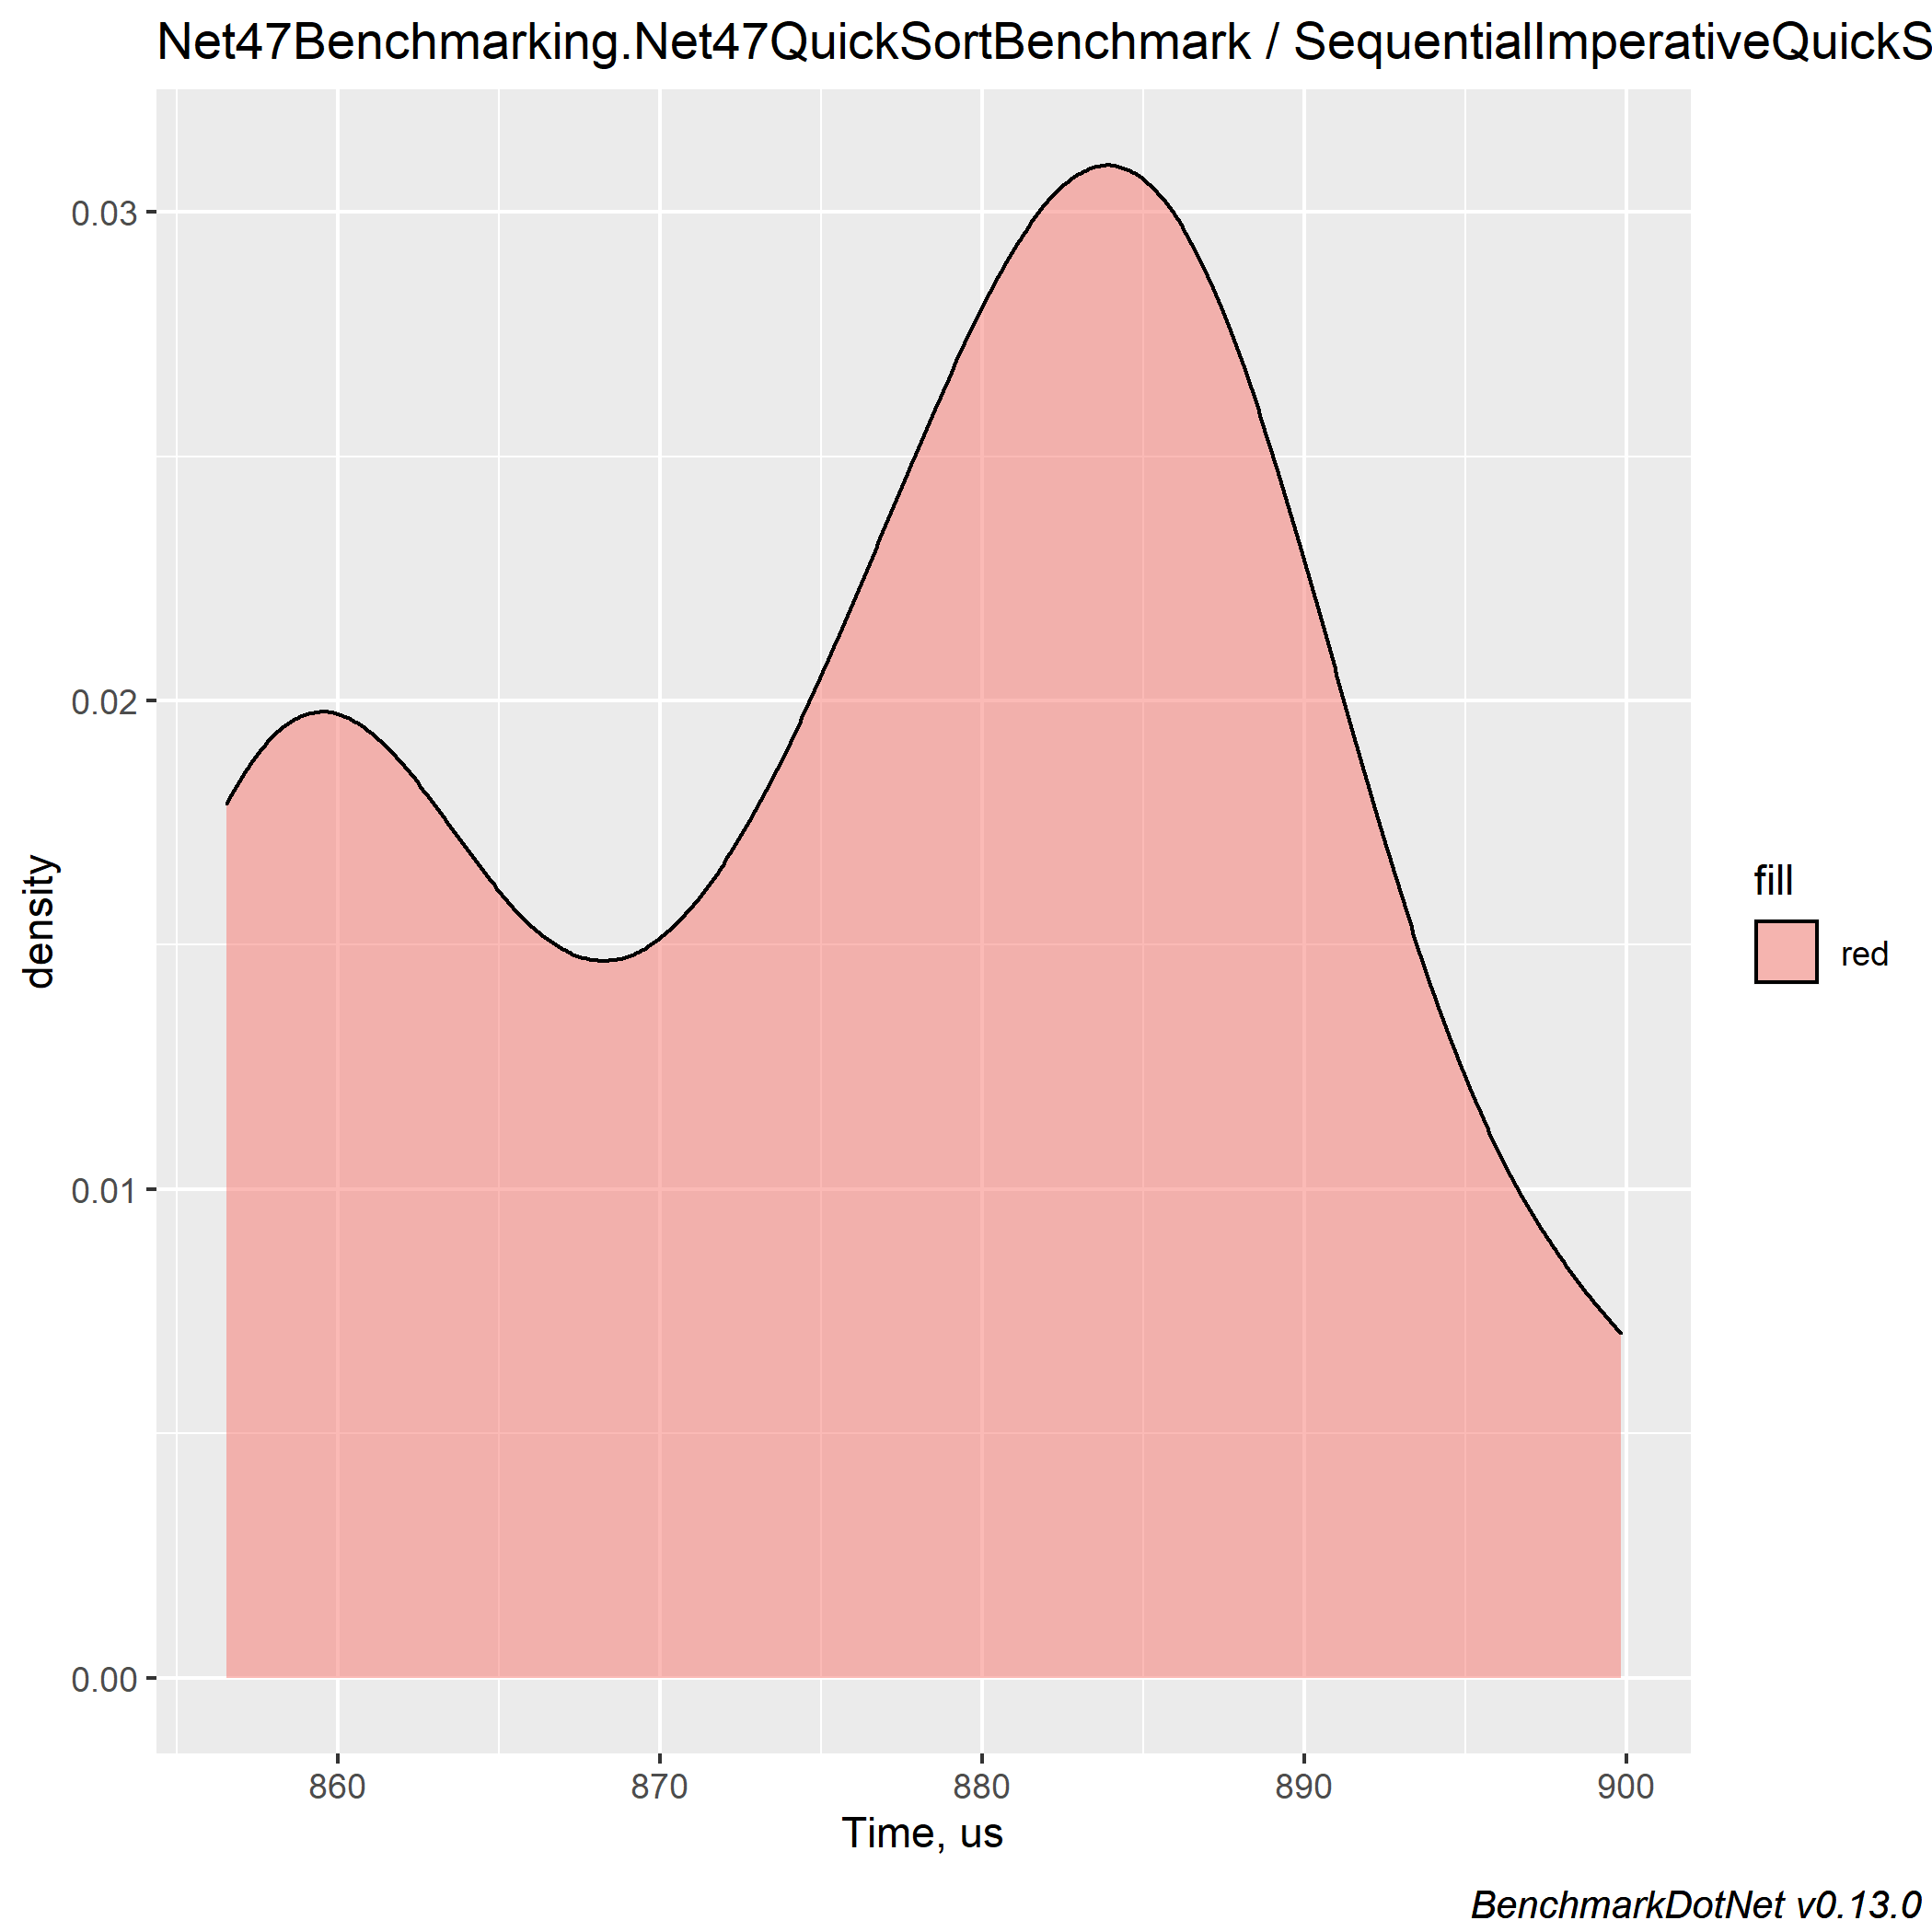 Net47Benchmarking.Net47QuickSortBenchmark / SequentialImperativeQuickS
0.03
0.02
0.01
0.00
density
860 870 880 890 900
Time, us
fill
red
BenchmarkDotNet v0.13.0